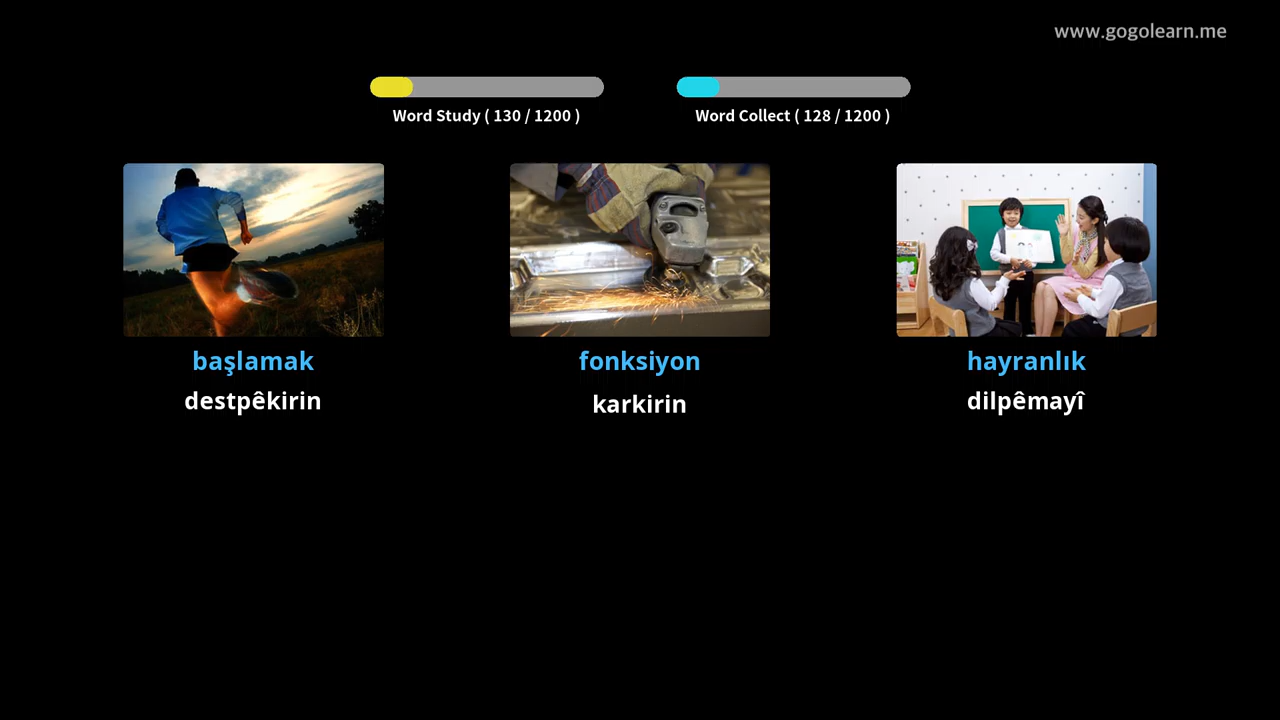 www.gogolearn.me
Word Study ( 130 / 1200 )
Word Collect ( 128 / 1200 )
başlamak
destpêkirin
fonksiyon
karkirin
hayranlık
dilpêmayî